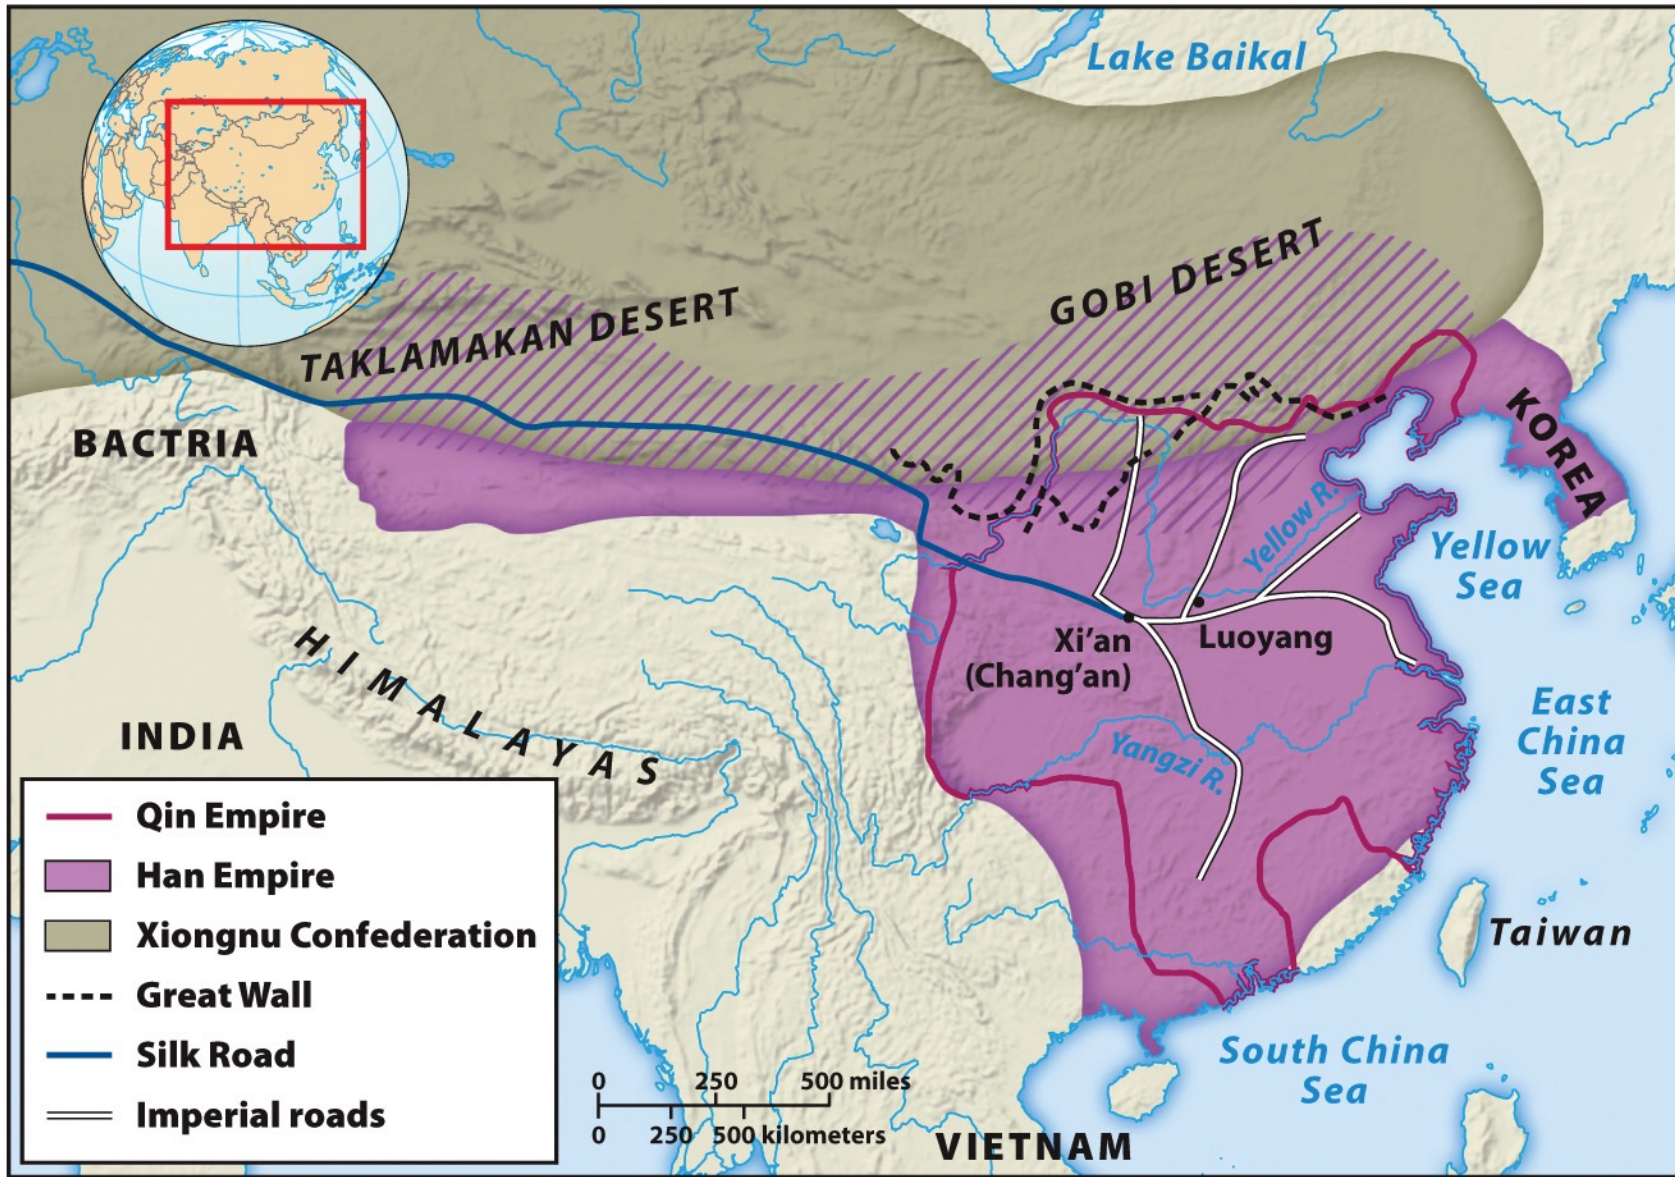 Lake Baikal
GOBI DESERT
TAKLAMAKAN DESERT
BACTRIA
KOREA
Yellow R.
Yellow
Sea
Xi’an
(Chang’an)
Luoyang
HIMALAYAS
INDIA
Yangzi R.
East
China
Sea
Taiwan
South China
Sea
VIETNAM
Qin Empire
Han Empire
Xiongnu Confederation
Great Wall
Silk Road
Imperial roads
0 250 500 miles
0 250 500 kilometers